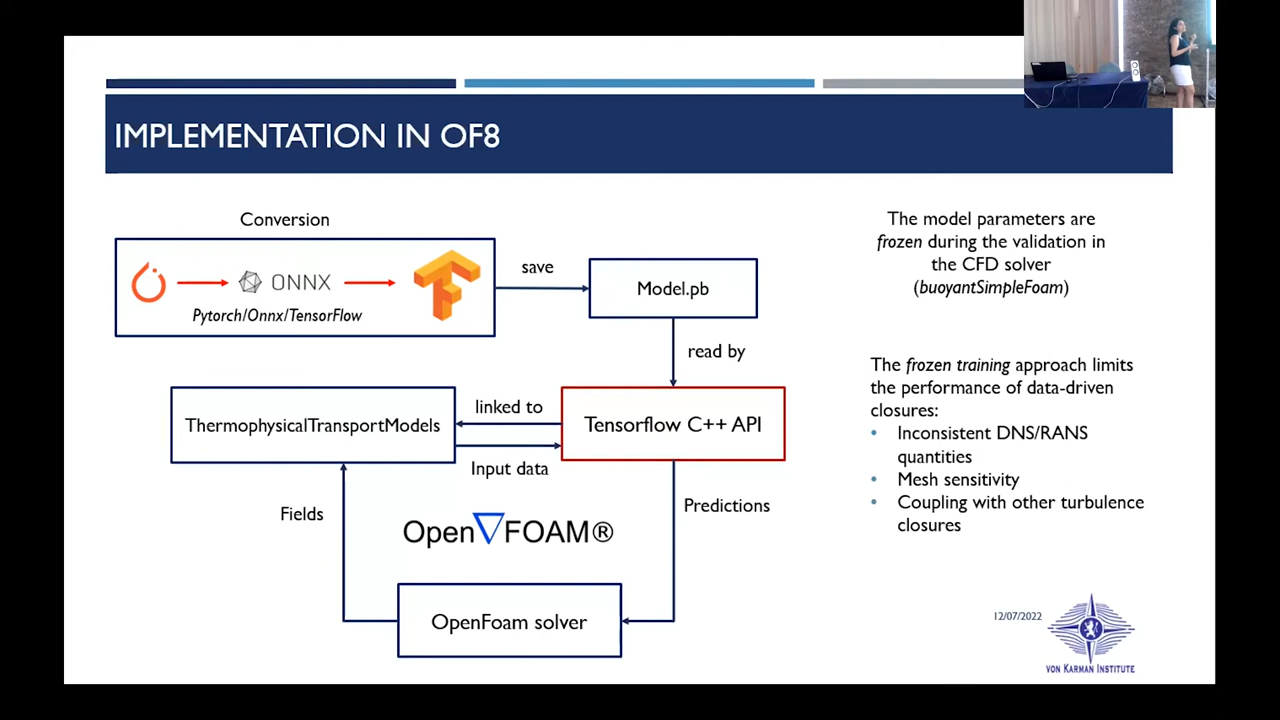 IMPLEMENTATION IN OF8
Conversion
ONNX
Pytorch/Onnx/TensorFlow
save
Model.pb
read by
ThermophysicalTransportModels
linked to
Input data
Tensorflow C++ API
Fields
Predictions
Open∇FOAM®
OpenFoam solver
The model parameters are
frozen during the validation in
the CFD solver
(buoyantSimpleFoam)
The frozen training approach limits
the performance of data-driven
closures:
• Inconsistent DNS/RANS
quantities
• Mesh sensitivity
• Coupling with other turbulence
closures
12/07/2022
VON KARMAN INSTITUTE